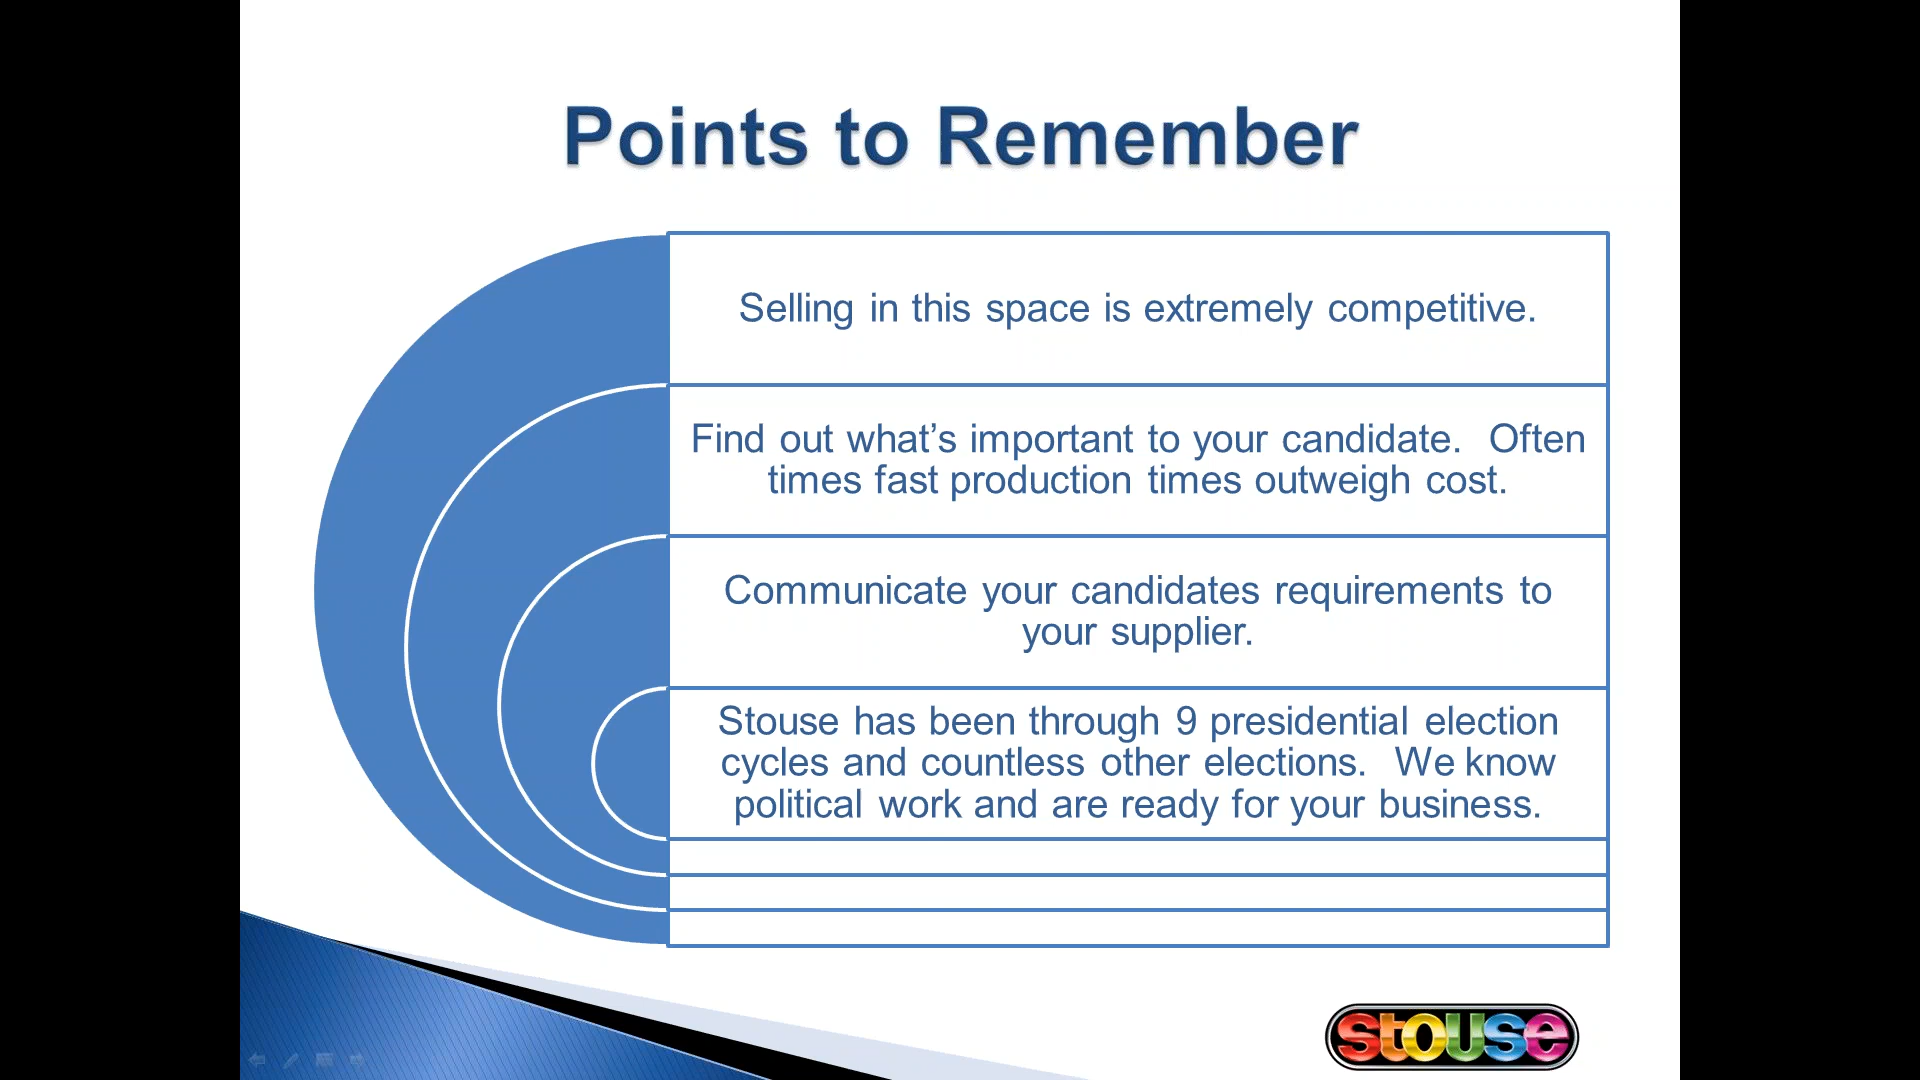 Points to Remember
Selling in this space is extremely competitive.
Find out what’s important to your candidate.  Often
times fast production times outweigh cost.
Communicate your candidates requirements to
your supplier.
Stouse has been through 9 presidential election
cycles and countless other elections.  We know
political work and are ready for your business.
stouse